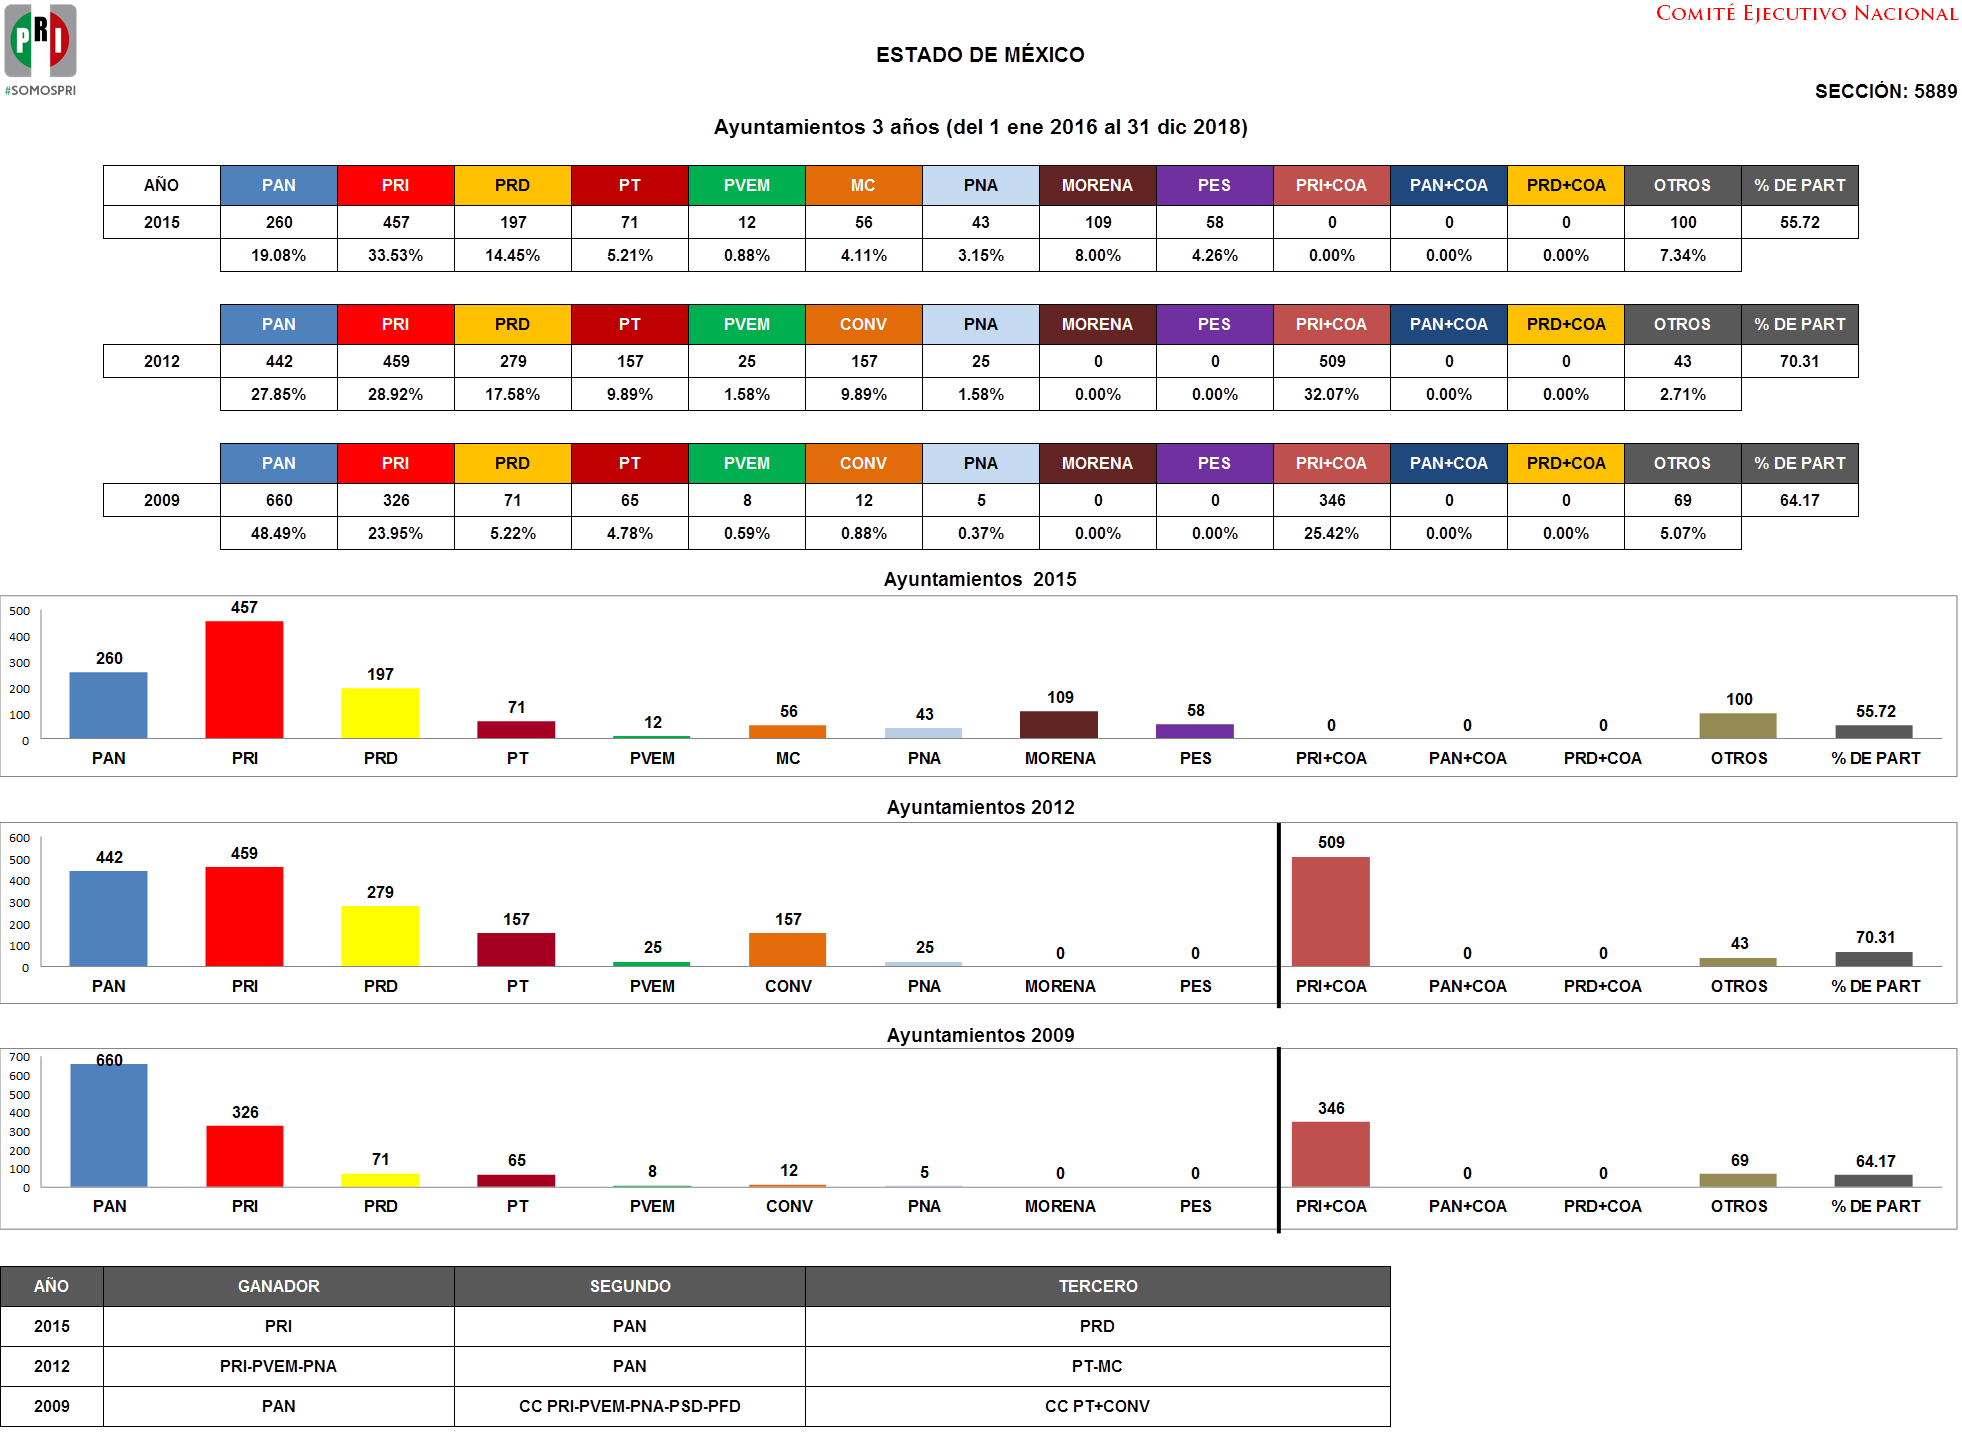 PRI
#SOMOSPRI
COMITÉ EJECUTIVO NACIONAL
ESTADO DE MÉXICO
SECCIÓN: 5889
Ayuntamientos 3 años (del 1 ene 2016 al 31 dic 2018)
AÑO PAN PRI PRD PT PVEM MC PNA MORENA PES PRI+COA PAN+COA PRD+COA OTROS % DE PART
2015 260 457 197 71 12 56 43 109 58 0 0 0 100 55.72
19.08% 33.53% 14.45% 5.21% 0.88% 4.11% 3.15% 8.00% 4.26% 0.00% 0.00% 0.00% 7.34%
PAN PRI PRD PT PVEM CONV PNA MORENA PES PRI+COA PAN+COA PRD+COA OTROS % DE PART
2012 442 459 279 157 25 157 25 0 0 509 0 0 43 70.31
27.85% 28.92% 17.58% 9.89% 1.58% 9.89% 1.58% 0.00% 0.00% 32.07% 0.00% 0.00% 2.71%
PAN PRI PRD PT PVEM CONV PNA MORENA PES PRI+COA PAN+COA PRD+COA OTROS % DE PART
2009 660 326 71 65 8 12 5 0 0 346 0 0 69 64.17
48.49% 23.95% 5.22% 4.78% 0.59% 0.88% 0.37% 0.00% 0.00% 25.42% 0.00% 0.00% 5.07%
Ayuntamientos 2015
500
400
300
200
100
0
260 457 197 71 12 56 43 109 58 0 0 0 100 55.72
PAN PRI PRD PT PVEM MC PNA MORENA PES PRI+COA PAN+COA PRD+COA OTROS % DE PART
Ayuntamientos 2012
600
500
400
300
200
100
0
442 459 279 157 25 157 25 0 0 509 0 0 43 70.31
PAN PRI PRD PT PVEM CONV PNA MORENA PES PRI+COA PAN+COA PRD+COA OTROS % DE PART
Ayuntamientos 2009
700
600
500
400
300
200
100
0
660 326 71 65 8 12 5 0 0 346 0 0 69 64.17
PAN PRI PRD PT PVEM CONV PNA MORENA PES PRI+COA PAN+COA PRD+COA OTROS % DE PART
AÑO GANADOR SEGUNDO TERCERO
2015 PRI PAN PRD
2012 PRI-PVEM-PNA PAN PT-MC
2009 PAN CC PRI-PVEM-PNA-PSD-PFD CC PT+CONV